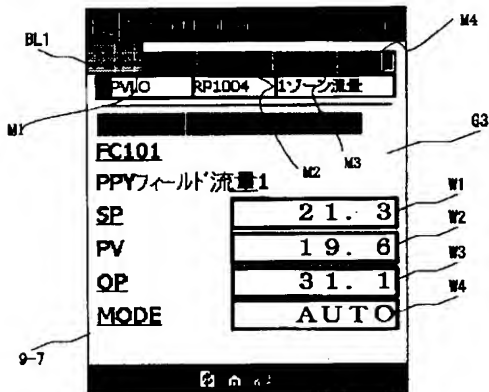 M4
BL1
PVLO RP1004 1ゾーン流量
M1
M2 M3
G3
FC101
PPYフィールド流量1
SP 21.3 W1
PV 19.6 W2
OP 31.1 W3
MODE AUTO W4
9-7